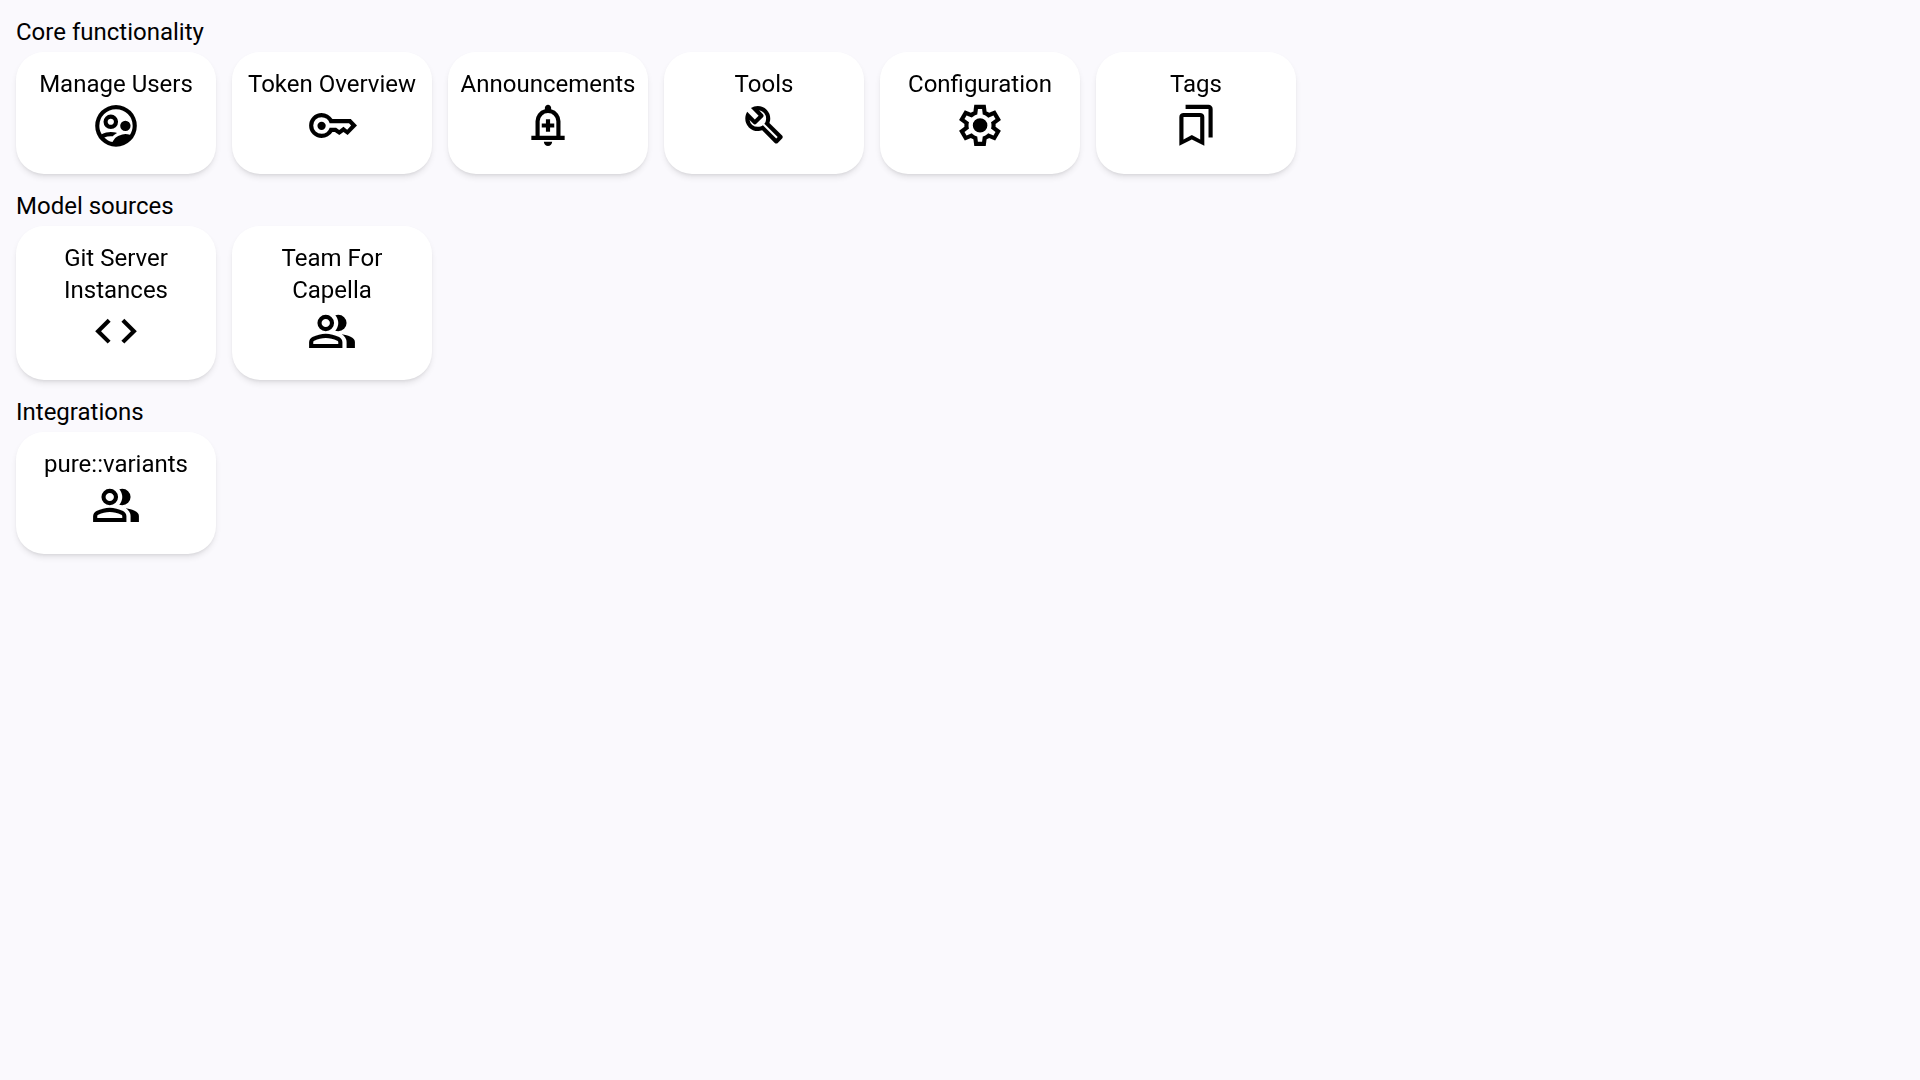 Core functionality
Manage Users
Token Overview
Announcements
Tools
Configuration
Tags
Model sources
Git Server
Instances
Team For
Capella
Integrations
pure::variants